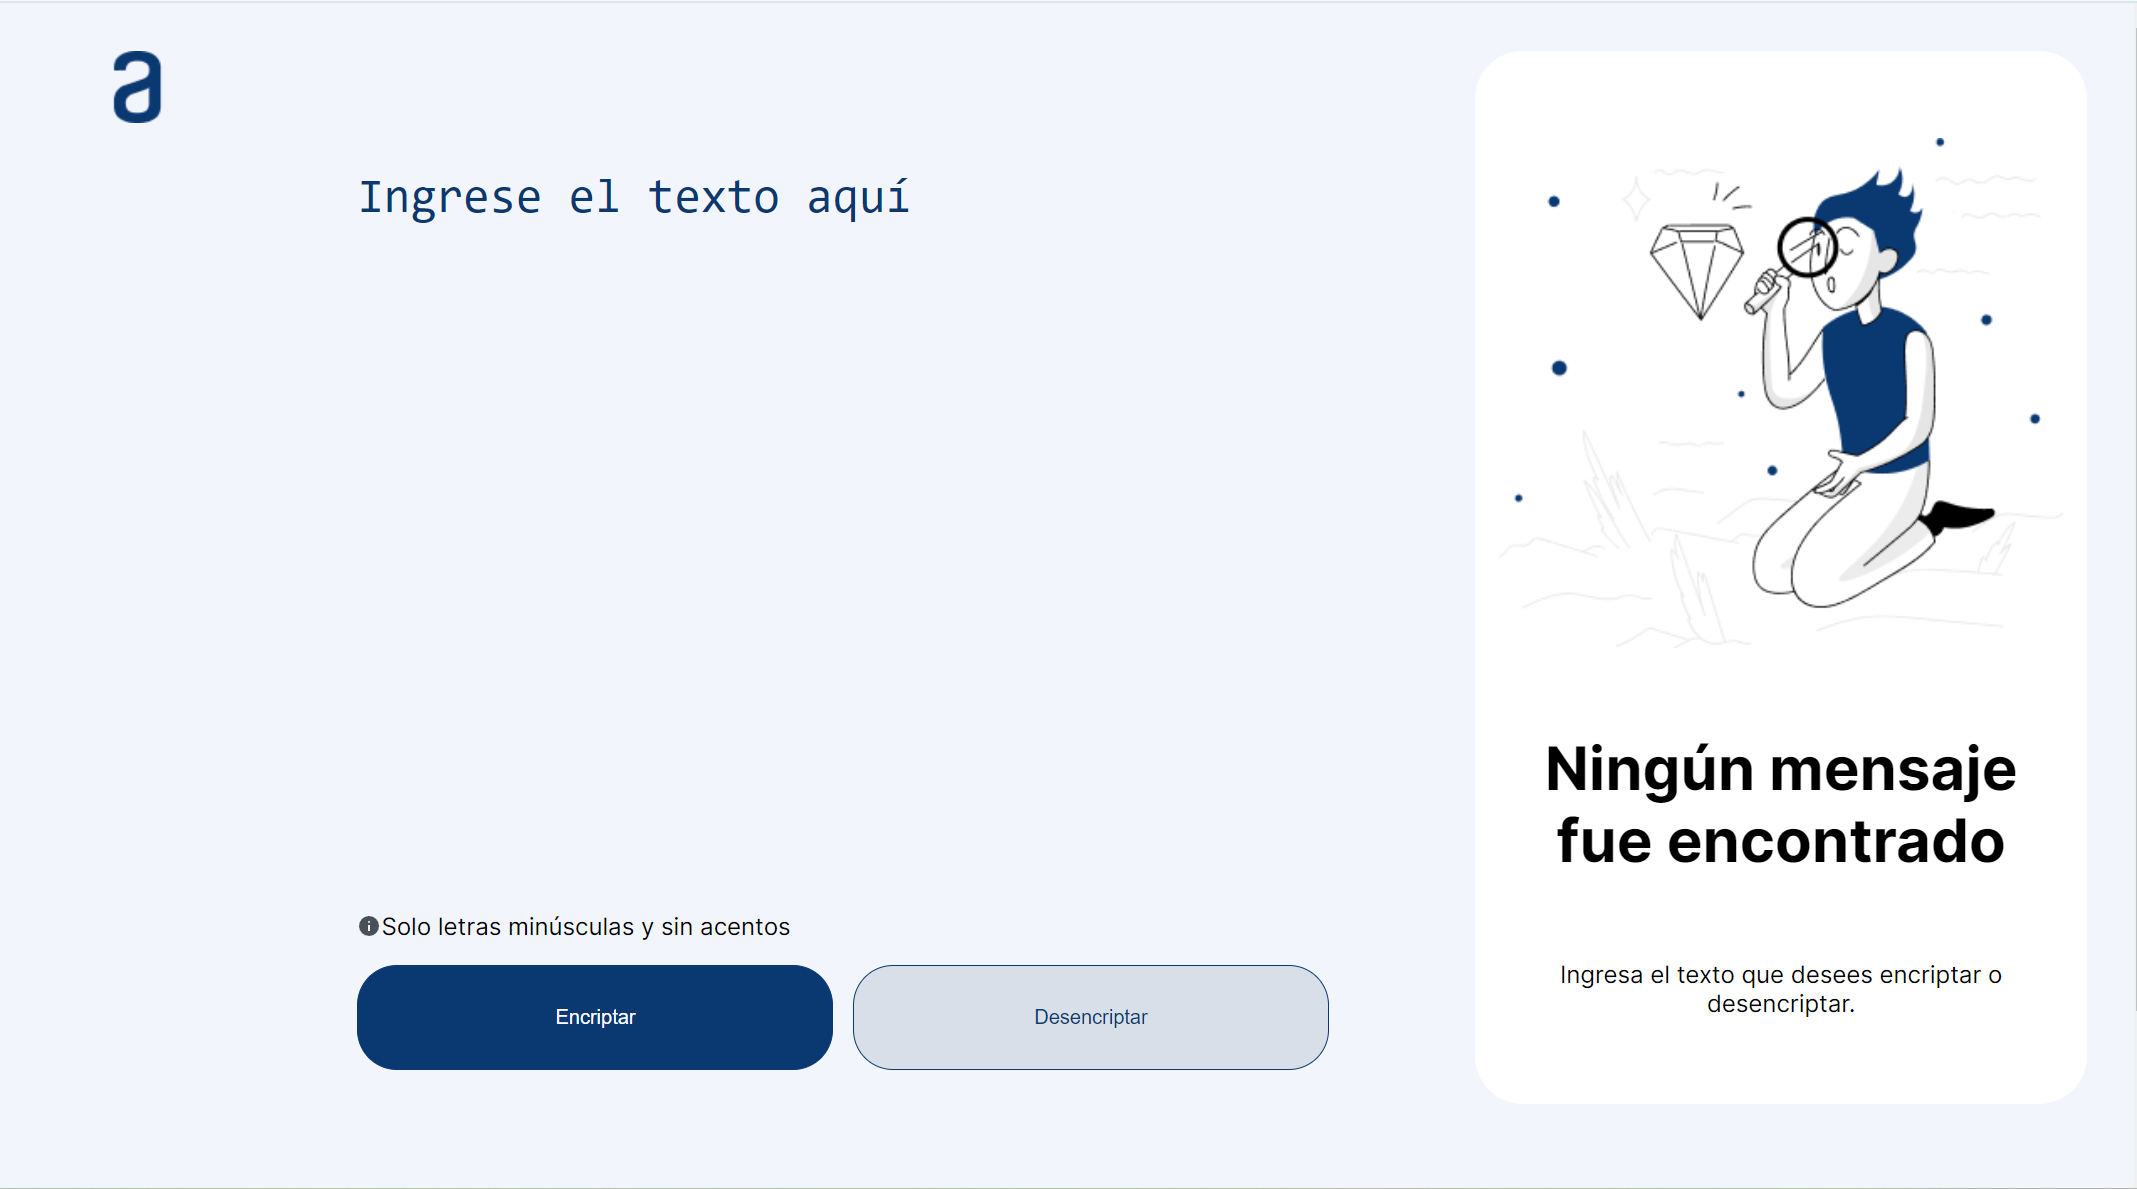 a
Ingrese el texto aquí
Solo letras minúsculas y sin acentos
Encriptar
Desencriptar
Ningún mensaje
fue encontrado
Ingresa el texto que desees encriptar o
desencriptar.